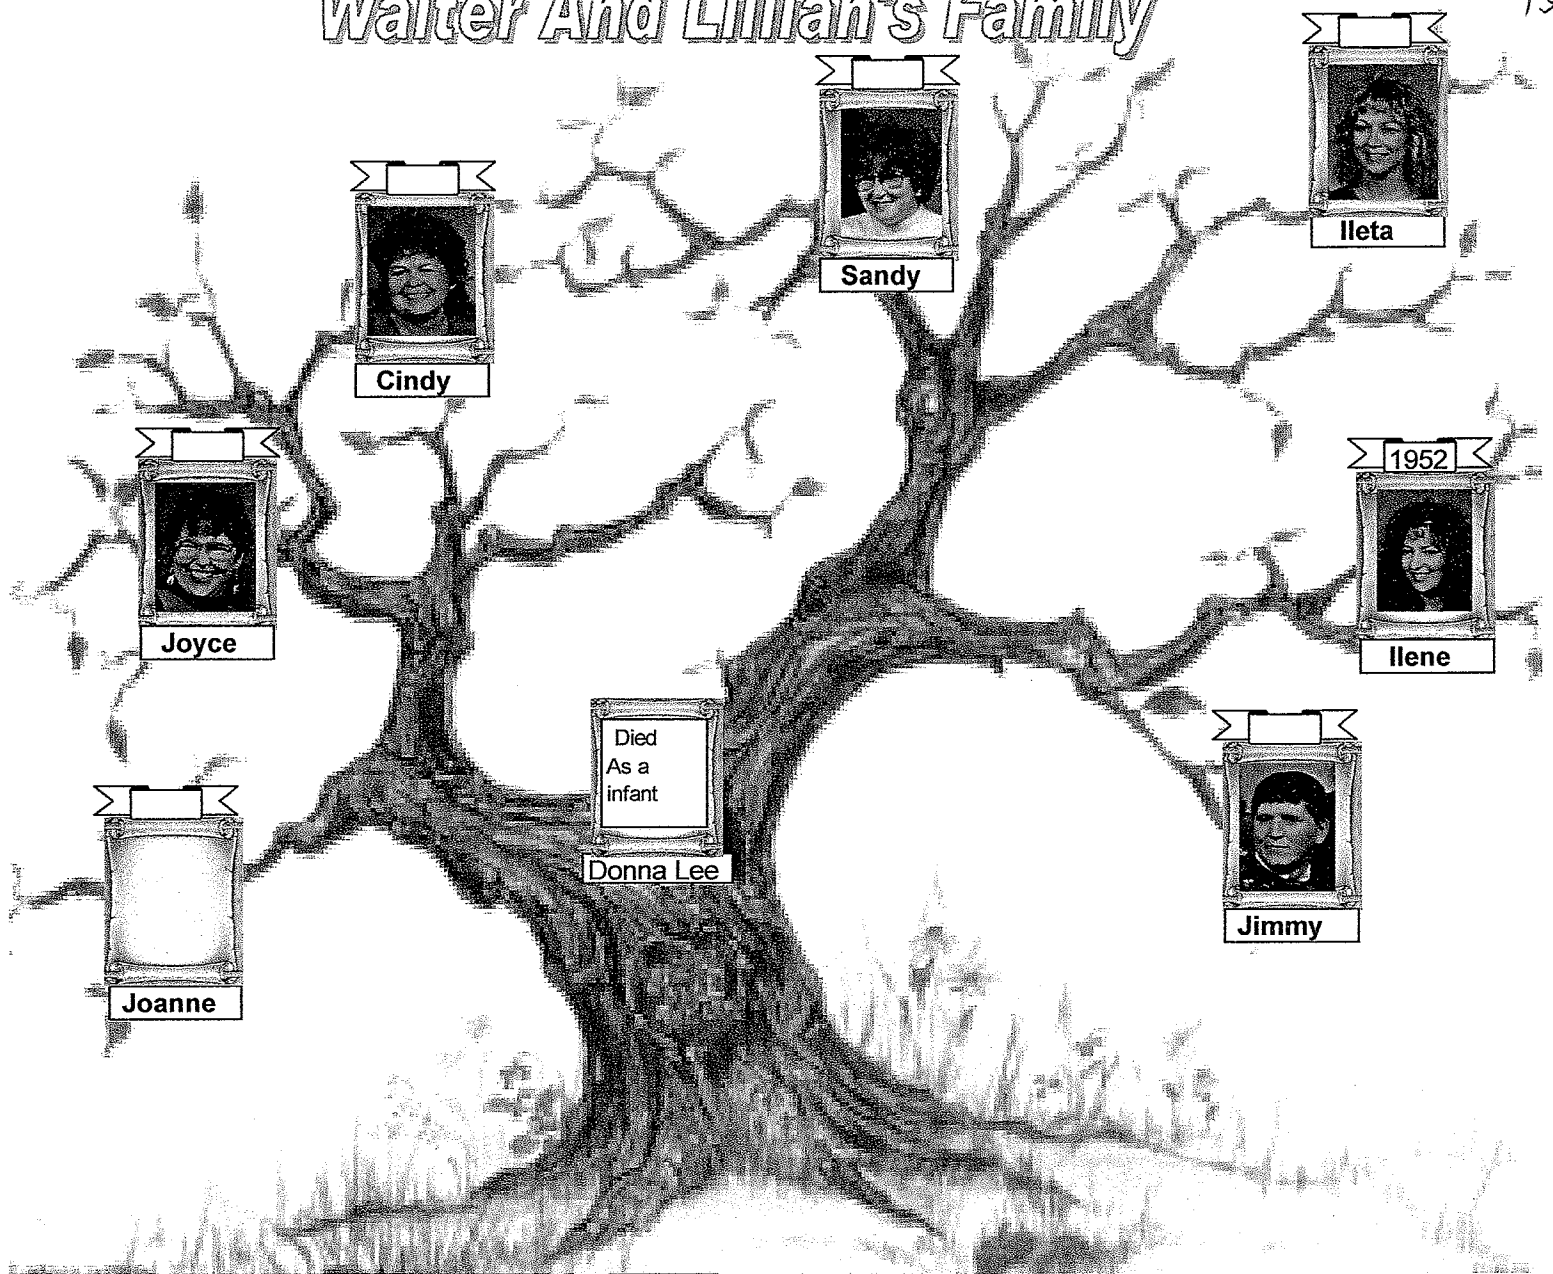 Walter And Lillian's Family
Sandy
Ileta
Cindy
1952
Joyce
Ilene
Died
As a
infant
Donna Lee
Jimmy
Joanne